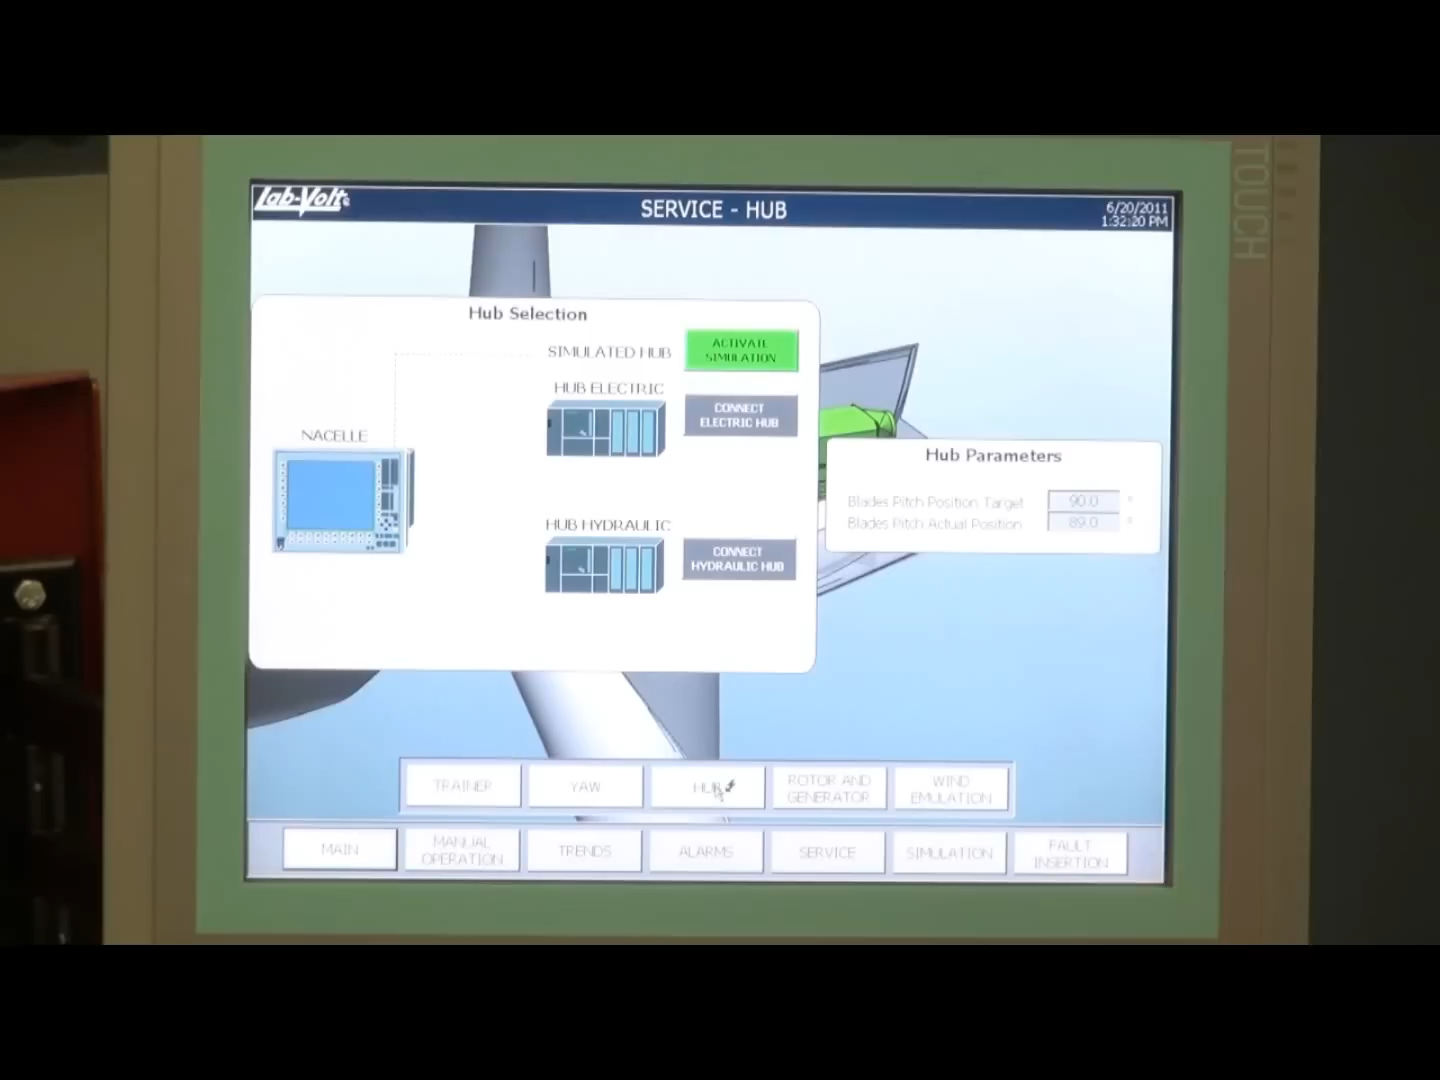 Lab-Volt®
SERVICE - HUB
6/20/2011
1:32:20 PM
TOUCH
Hub Selection
SIMULATED HUB
ACTIVATE
SIMULATION
HUB ELECTRIC
CONNECT
ELECTRIC HUB
NACELLE
HUB HYDRAULIC
CONNECT
HYDRAULIC HUB
Hub Parameters
Blades Pitch Position Target 90.0 °
Blades Pitch Actual Position 89.0 °
TRAINER
YAW
HUB
ROTOR AND
GENERATOR
WIND
EMULATION
MAIN
MANUAL
OPERATION
TRENDS
ALARMS
SERVICE
SIMULATION
FAULT
INSERTION